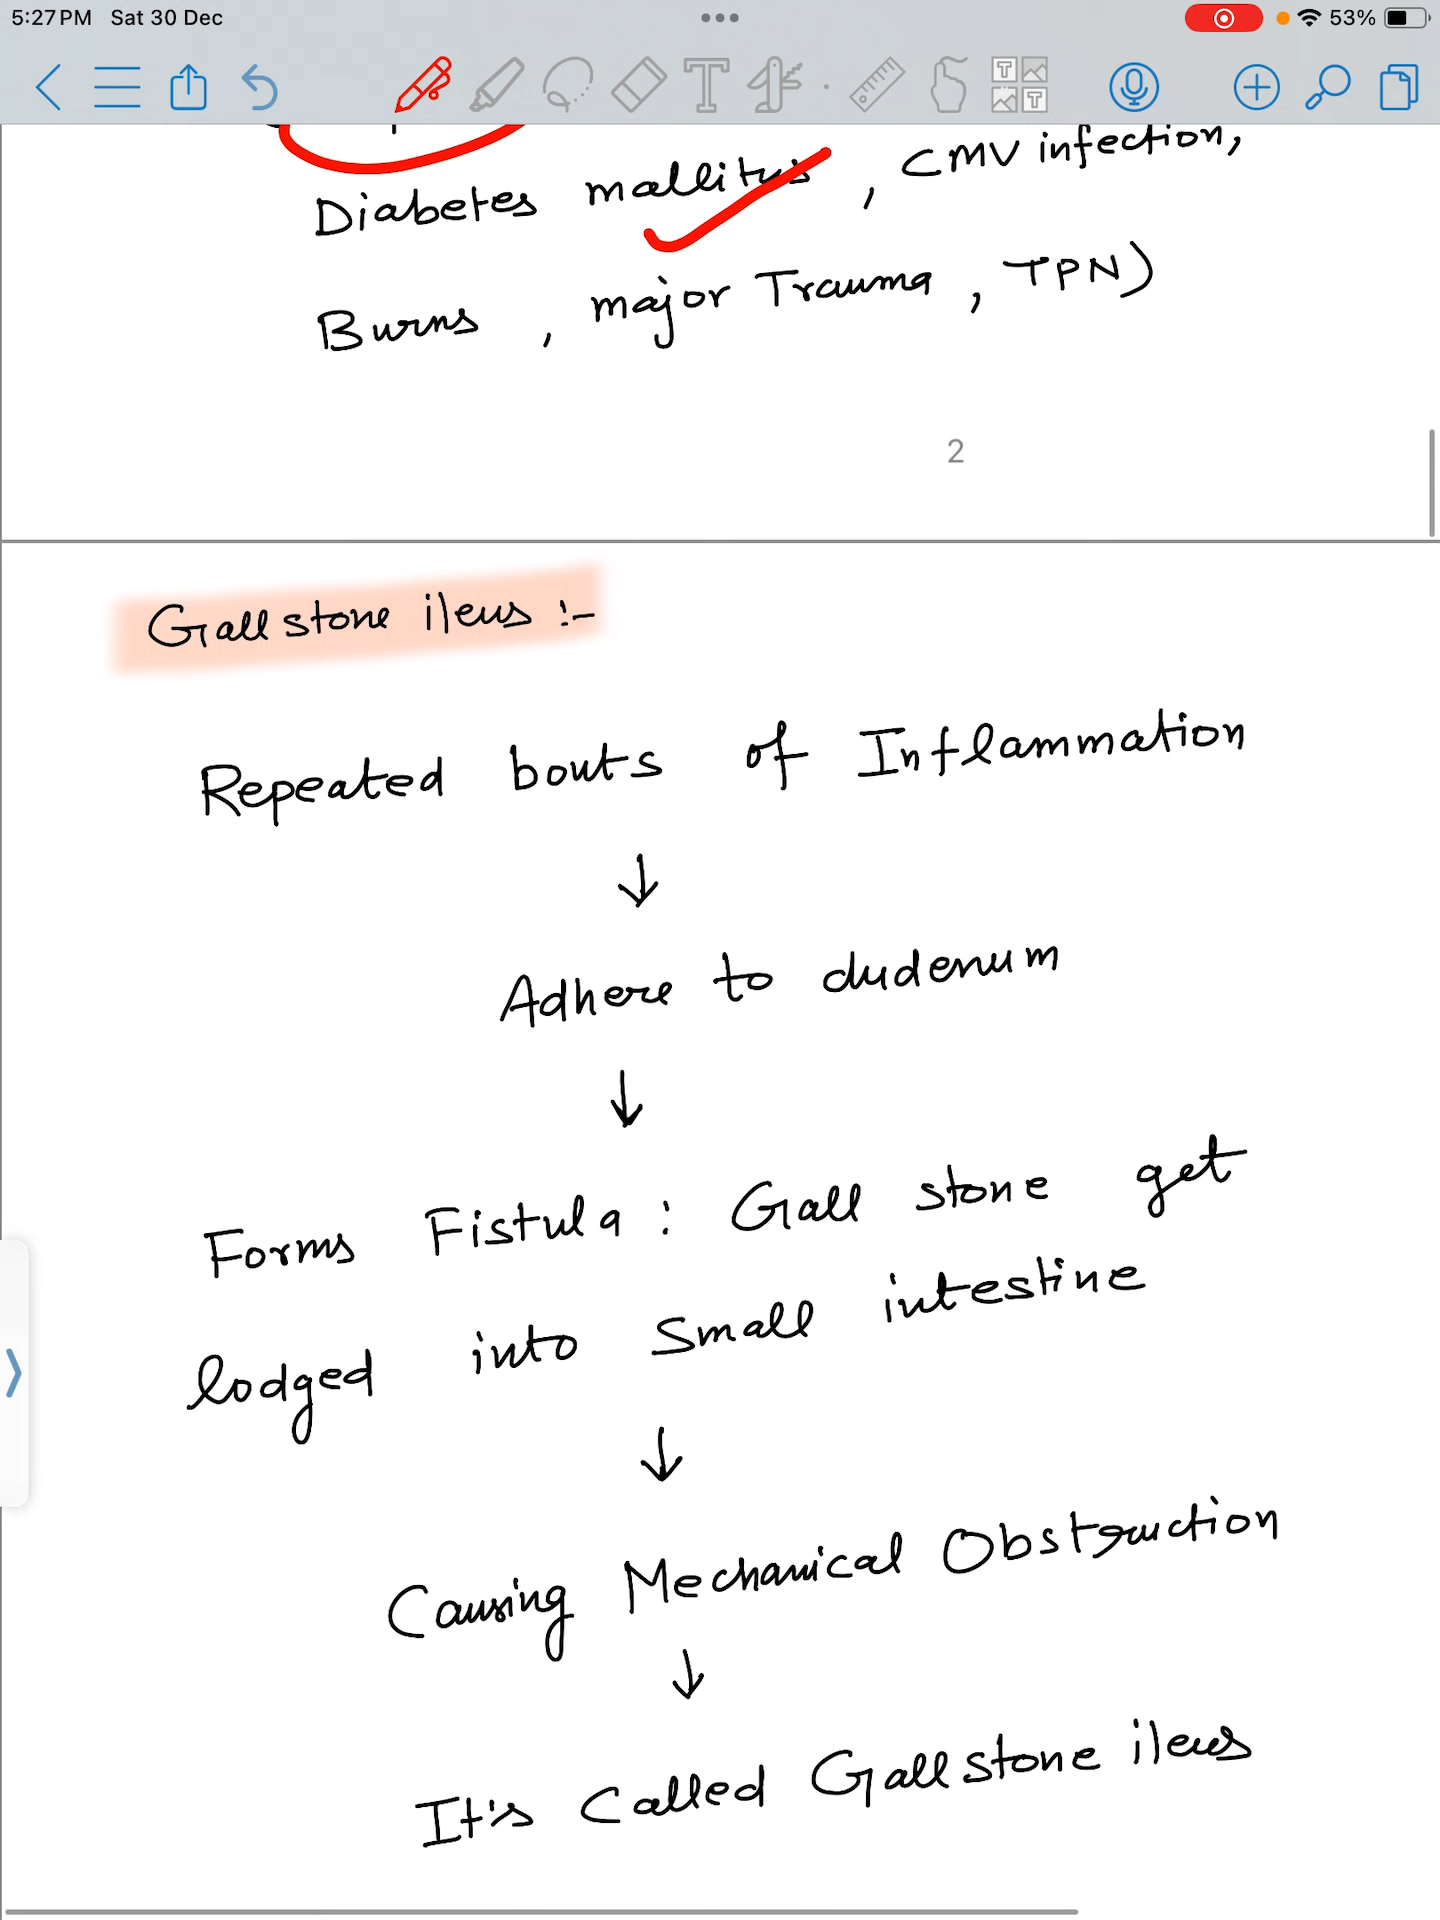 5:27 PM Sat 30 Dec
53%
Diabetes mallitus, CMV infection,
Burns, major Trauma, TPN)
2
Gall stone ileus :-
Repeated bouts of Inflammation
↓
Adhere to dudenum
↓
Forms Fistula : Gall stone get
lodged into Small intestine
↓
Causing Mechanical Obstruction
↓
It's Called Gall stone ileus